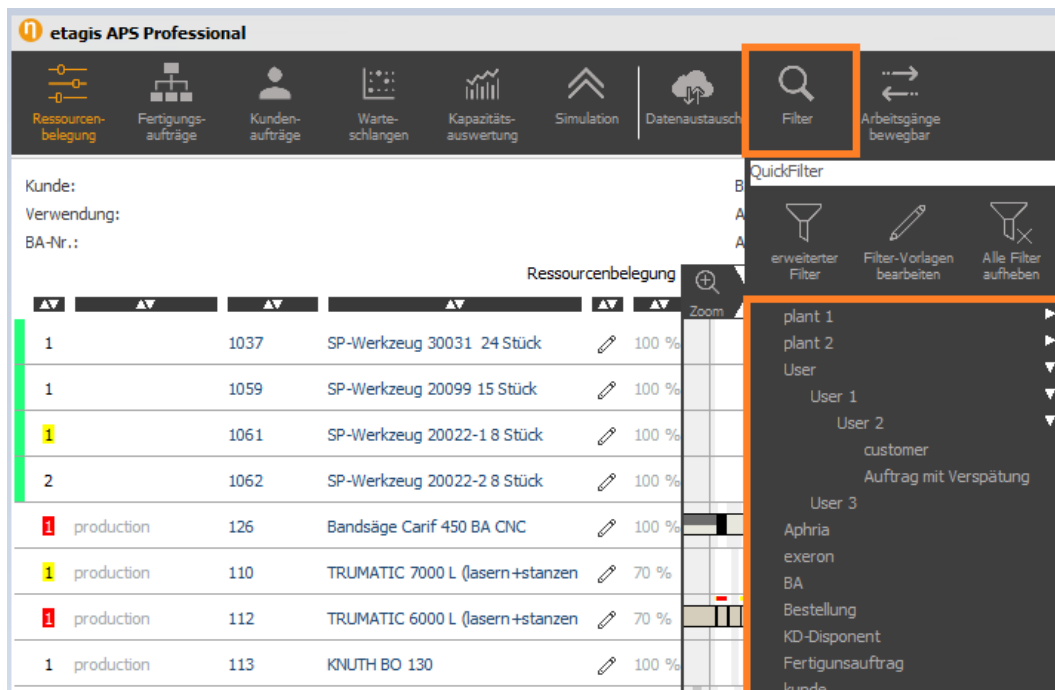 etagis APS Professional
Ressourcen-
belegung
Fertigungs-
aufträge
Kunden-
aufträge
Warte-
schlangen
Kapazitäts-
auswertung
Simulation
Datenaustausch
Filter
Arbeitsgänge
bewegbar
Kunde:
Verwendung:
BA-Nr.:
Ressourcenbelegung
Zoom
1 1037 SP-Werkzeug 30031 24 Stück 100 %
1 1059 SP-Werkzeug 20099 15 Stück 100 %
1 1061 SP-Werkzeug 20022-1 8 Stück 100 %
2 1062 SP-Werkzeug 20022-2 8 Stück 100 %
1 production 126 Bandsäge Carif 450 BA CNC 100 %
1 production 110 TRUMATIC 7000 L (lasern+stanzen 70 %
1 production 112 TRUMATIC 6000 L (lasern+stanzen 70 %
1 production 113 KNUTH BO 130 100 %
QuickFilter
erweiterter
Filter
Filter-Vorlagen
bearbeiten
Alle Filter
aufheben
plant 1
plant 2
User
User 1
User 2
customer
Auftrag mit Verspätung
User 3
Aphria
exeron
BA
Bestellung
KD-Disponent
Fertigunsauftrag
kunde